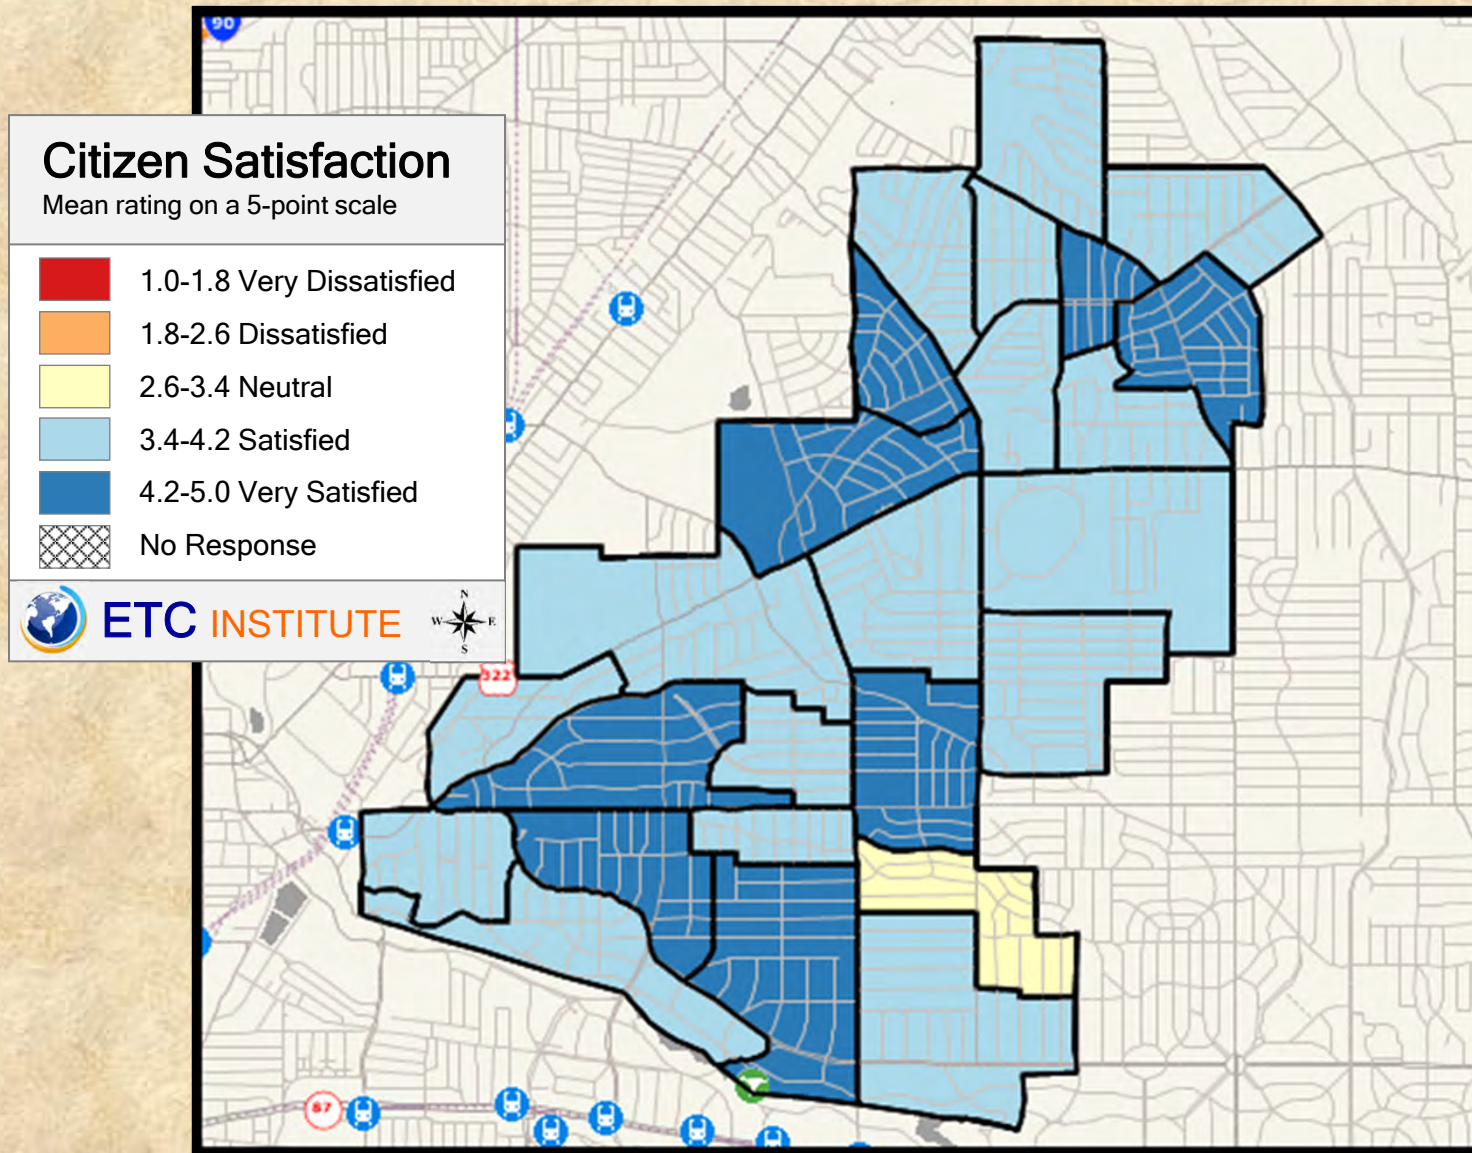 90
Citizen Satisfaction
Mean rating on a 5-point scale
1.0-1.8 Very Dissatisfied
1.8-2.6 Dissatisfied
2.6-3.4 Neutral
3.4-4.2 Satisfied
4.2-5.0 Very Satisfied
No Response
ETC INSTITUTE
N
W E
S
322
87